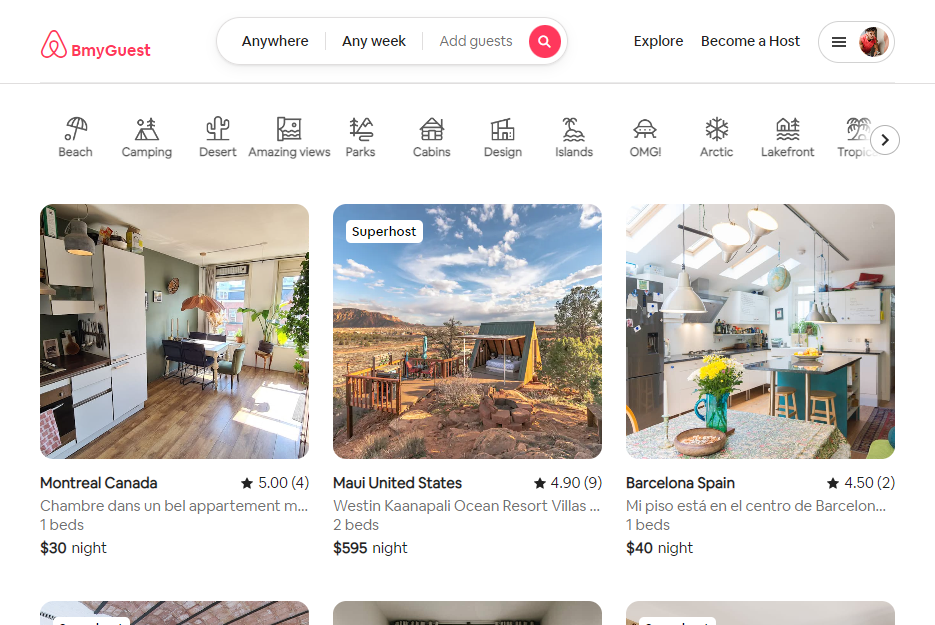 BmyGuest
Anywhere Any week Add guests
Explore Become a Host
Beach Camping Desert Amazing views Parks Cabins Design Islands OMG! Arctic Lakefront
Superhost
Montreal Canada 5.00 (4)
Chambre dans un bel appartement m...
1 beds
$30 night
Maui United States 4.90 (9)
Westin Kaanapali Ocean Resort Villas ...
2 beds
$595 night
Barcelona Spain 4.50 (2)
Mi piso está en el centro de Barcelon...
1 beds
$40 night